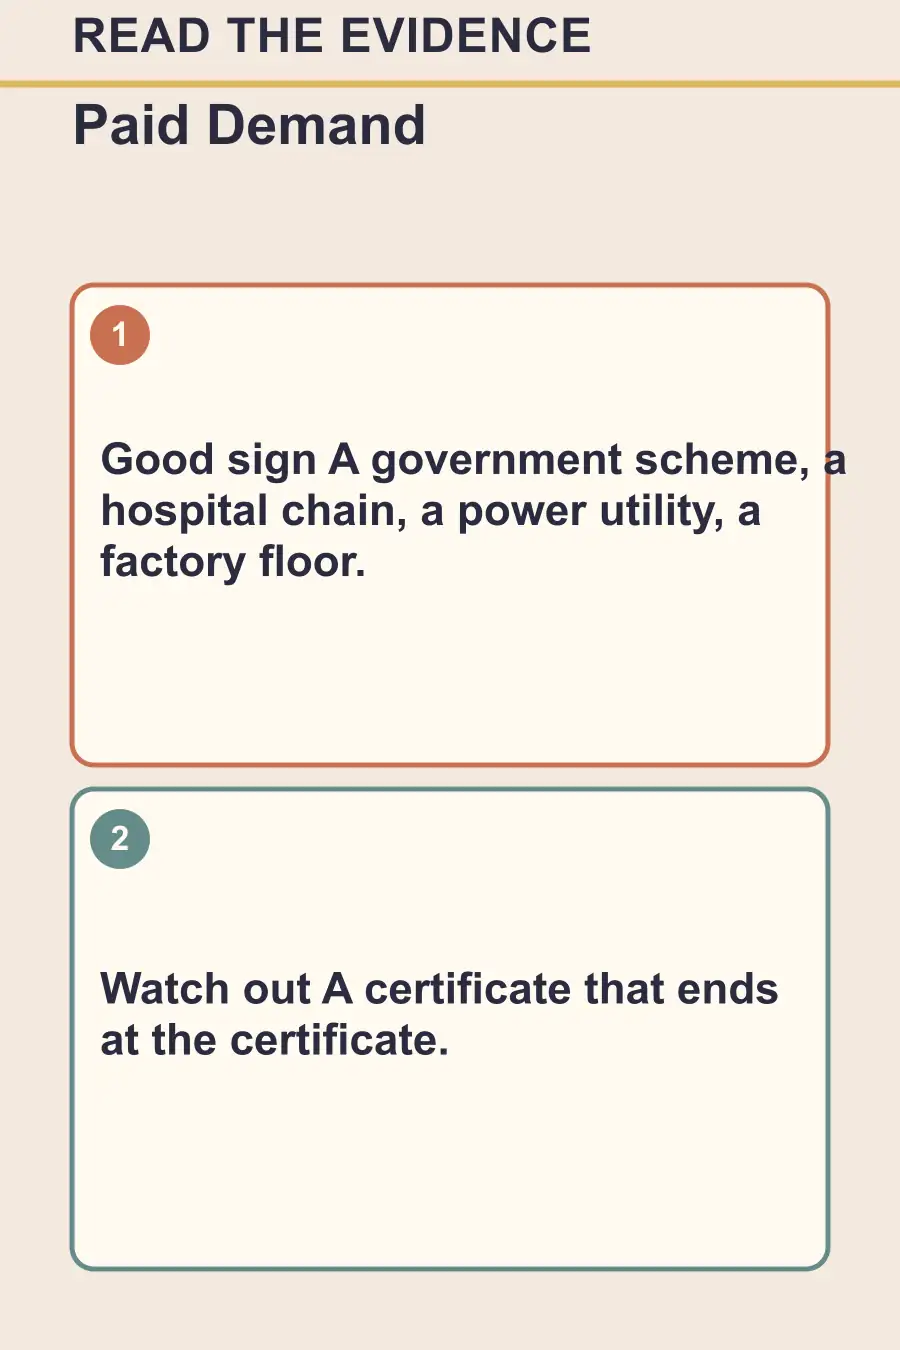 READ THE EVIDENCE
Paid Demand
1
Good sign A government scheme, a
hospital chain, a power utility, a
factory floor.
2
Watch out A certificate that ends
at the certificate.